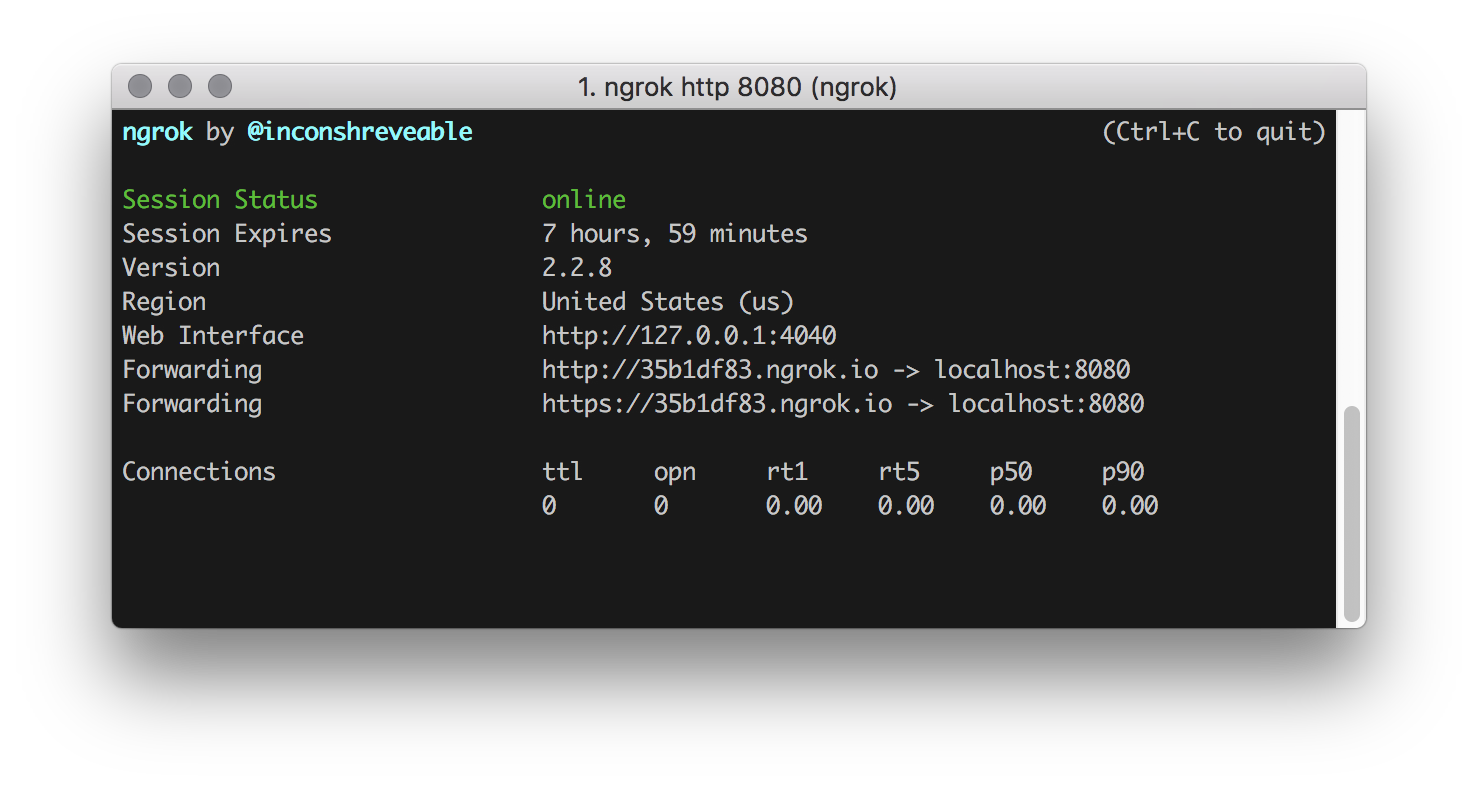 1. ngrok http 8080 (ngrok)
ngrok by @inconshreveable (Ctrl+C to quit)
Session Status online
Session Expires 7 hours, 59 minutes
Version 2.2.8
Region United States (us)
Web Interface http://127.0.0.1:4040
Forwarding http://35b1df83.ngrok.io -> localhost:8080
Forwarding https://35b1df83.ngrok.io -> localhost:8080
Connections ttl opn rt1 rt5 p50 p90
0 0 0.00 0.00 0.00 0.00